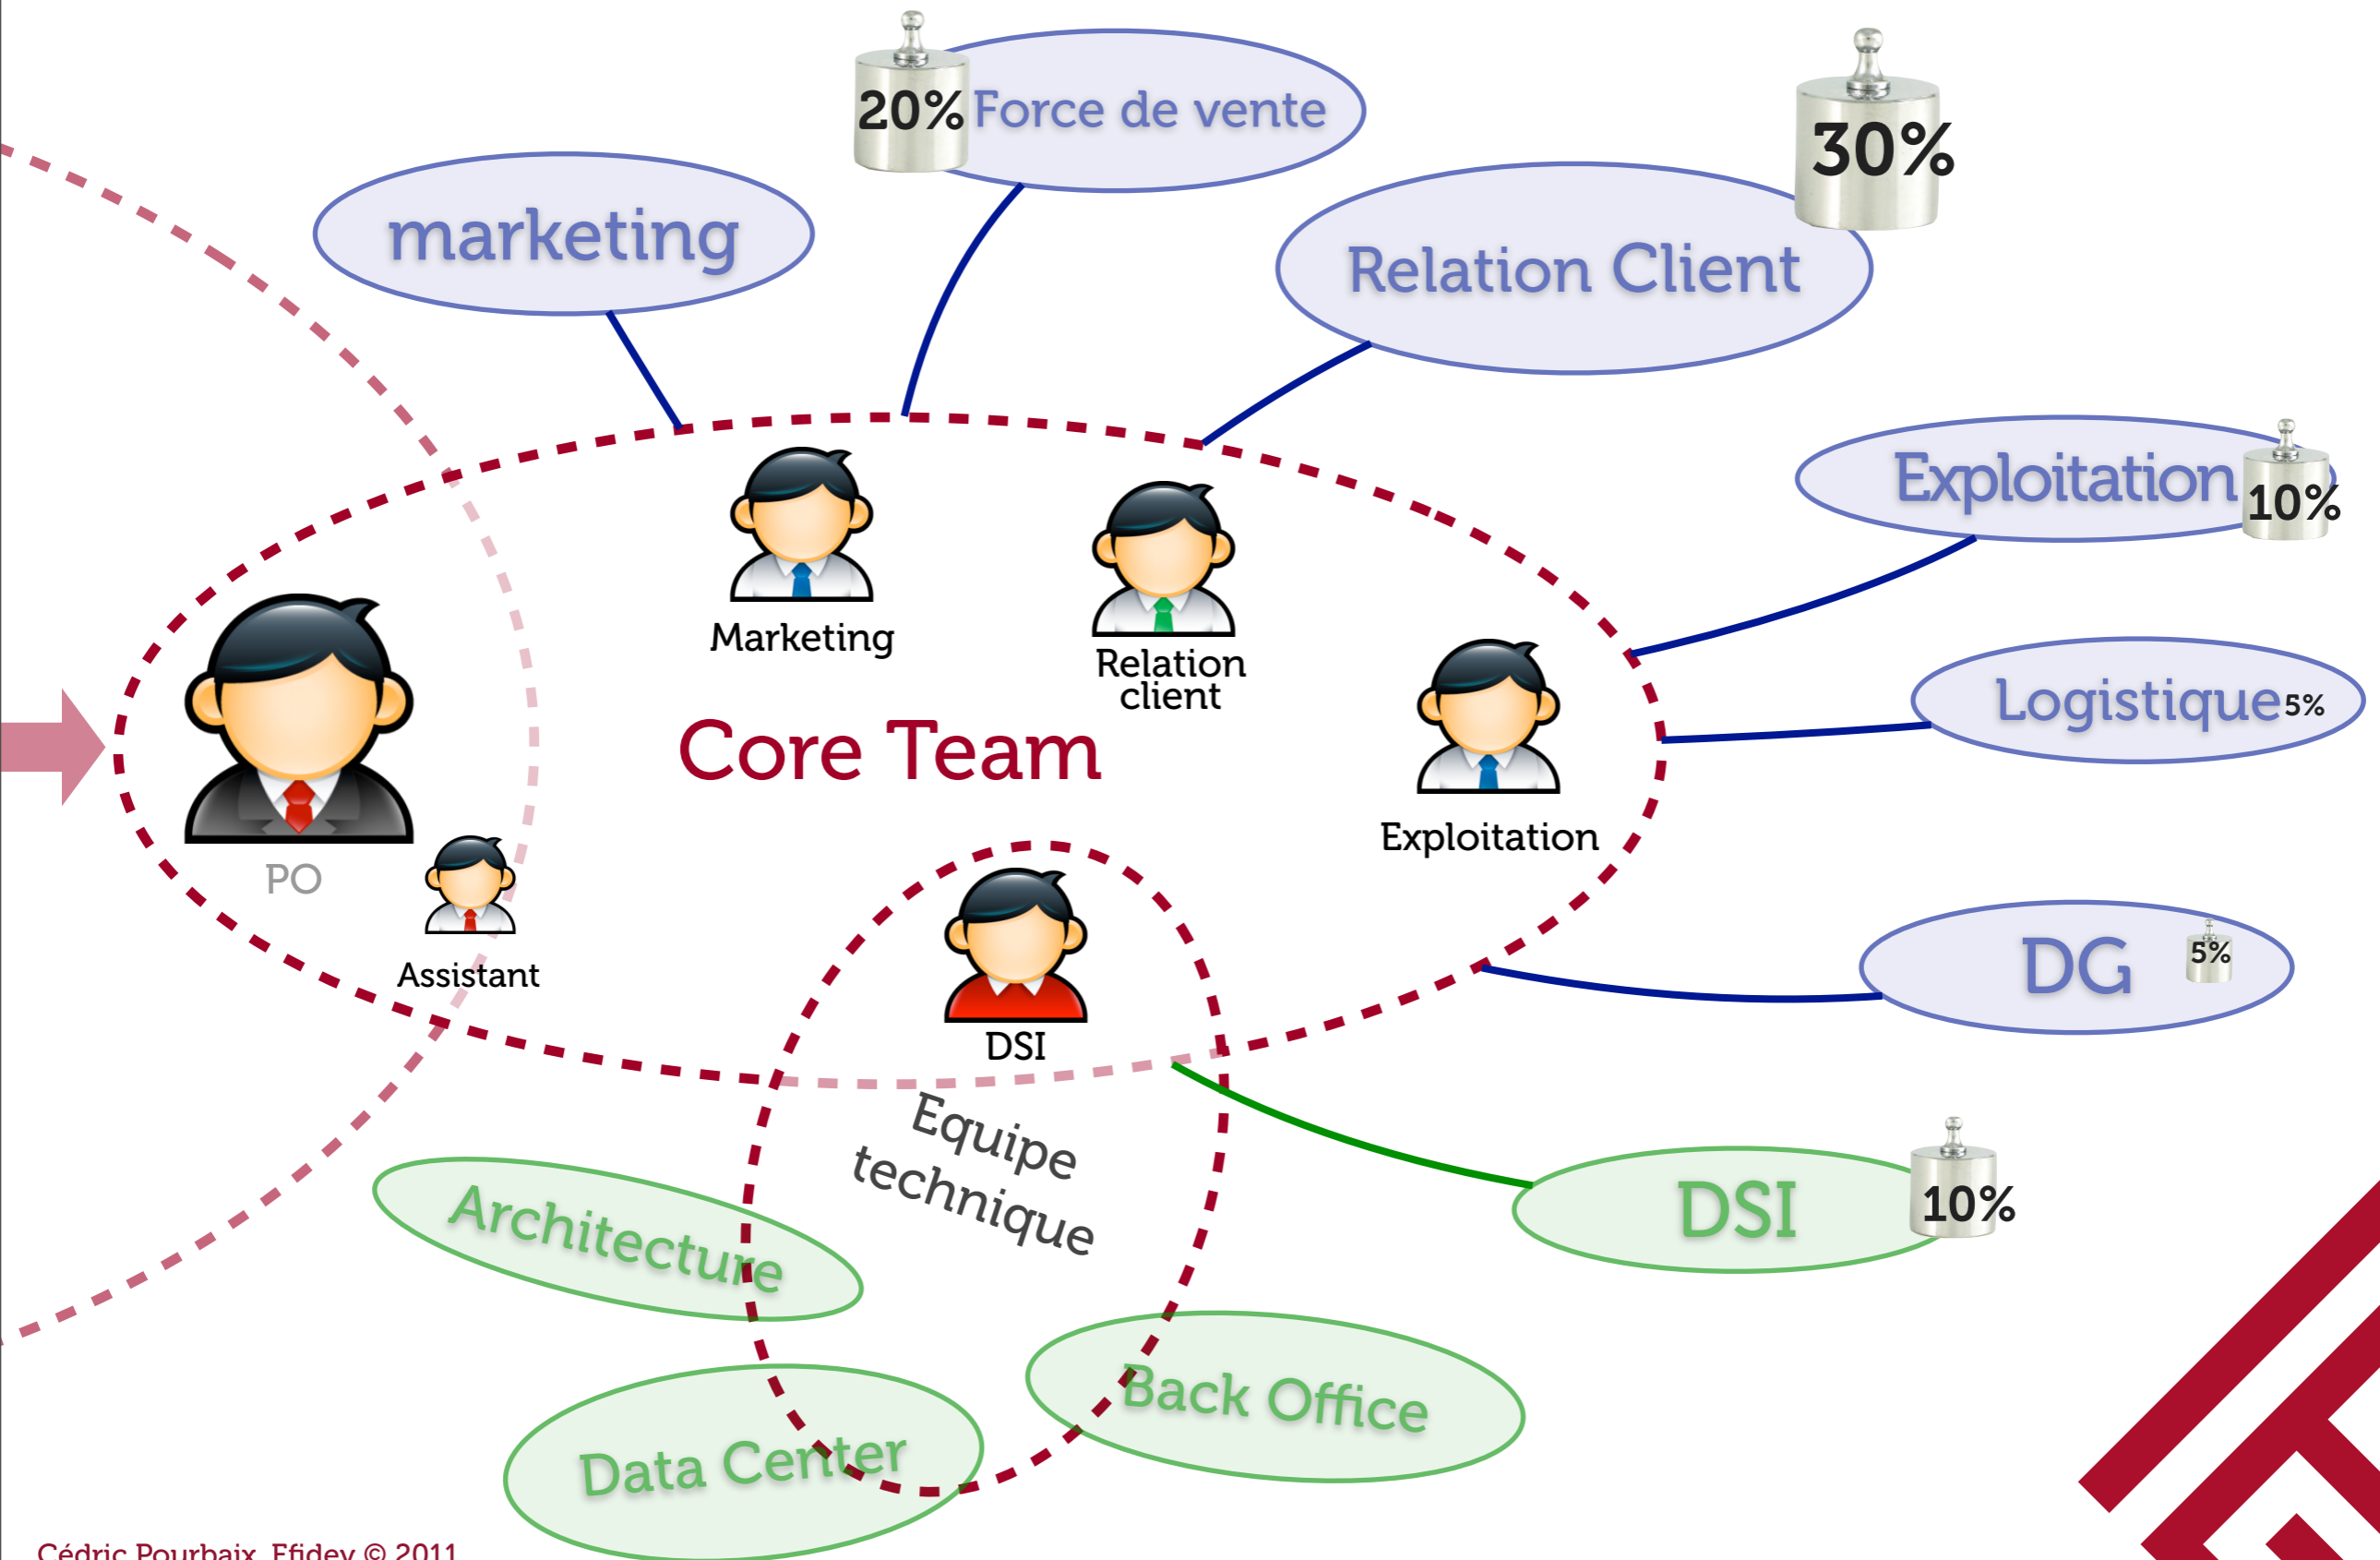 20%
Force de vente
30%
marketing
Relation Client
Exploitation
10%
Marketing
Relation
client
Logistique
5%
Core Team
Exploitation
PO
Assistant
DSI
DG
5%
Equipe
technique
DSI
10%
Architecture
Back Office
Data Center
Cédric Pourbaix, Efidev © 2011